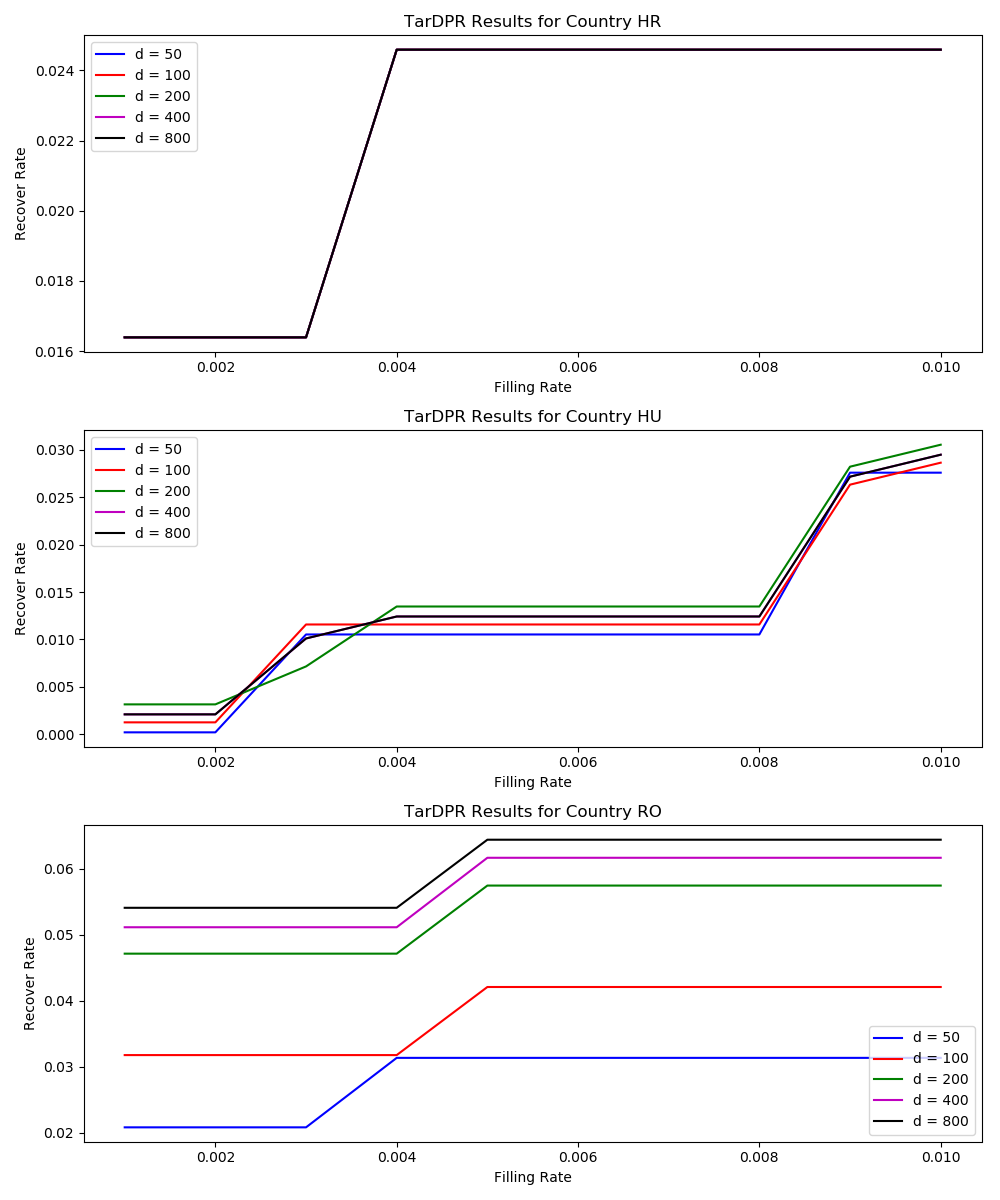 TarDPR Results for Country HR
d = 50
d = 100
d = 200
d = 400
d = 800
0.024
0.022
0.020
0.018
0.016
Recover Rate
0.002 0.004 0.006 0.008 0.010
Filling Rate
TarDPR Results for Country HU
d = 50
d = 100
d = 200
d = 400
d = 800
0.030
0.025
0.020
0.015
0.010
0.005
0.000
Recover Rate
0.002 0.004 0.006 0.008 0.010
Filling Rate
TarDPR Results for Country RO
0.06
0.05
0.04
0.03
0.02
Recover Rate
d = 50
d = 100
d = 200
d = 400
d = 800
0.002 0.004 0.006 0.008 0.010
Filling Rate